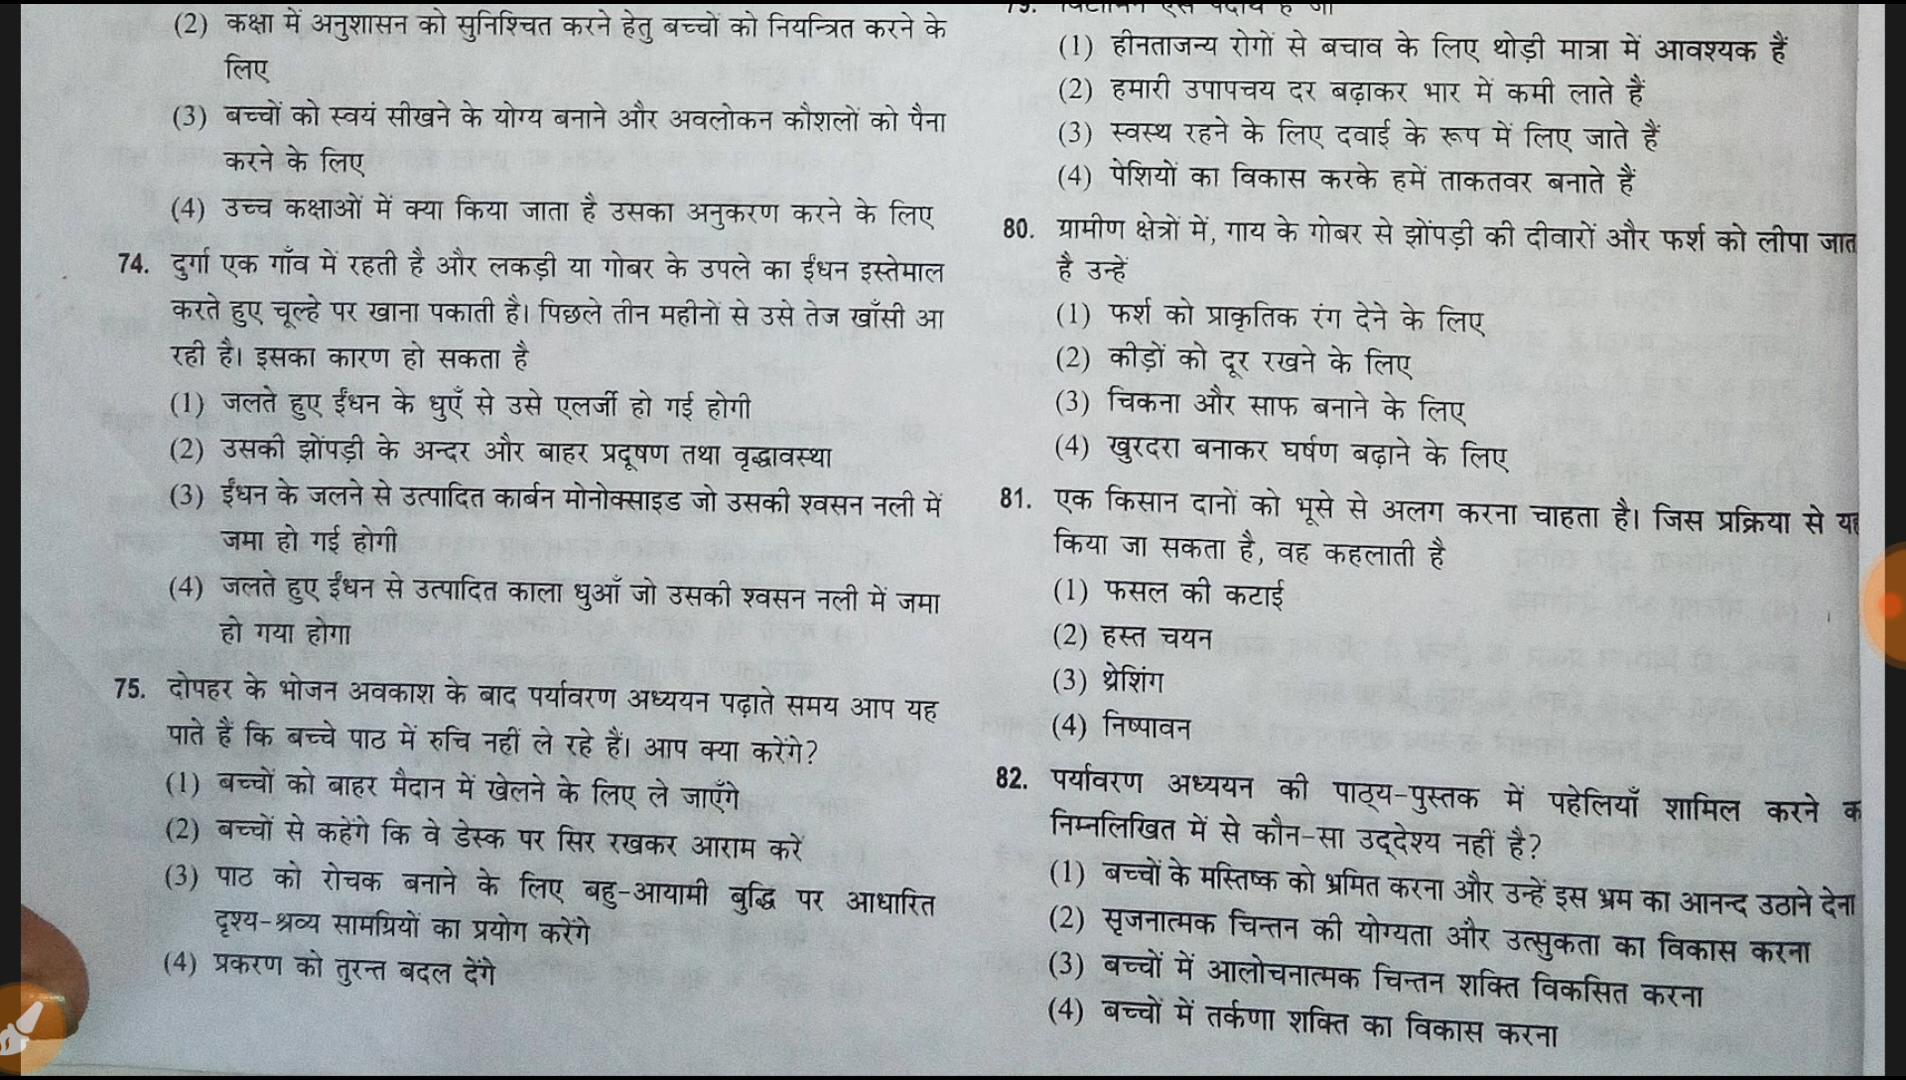 (2) कक्षा में अनुशासन को सुनिश्चित करने हेतु बच्चों को नियन्त्रित करने के
लिए
(3) बच्चों को स्वयं सीखने के योग्य बनाने और अवलोकन कौशलों को पैना
करने के लिए
(4) उच्च कक्षाओं में क्या किया जाता है उसका अनुकरण करने के लिए
74. दुर्गा एक गाँव में रहती है और लकड़ी या गोबर के उपले का ईंधन इस्तेमाल
करते हुए चूल्हे पर खाना पकाती है। पिछले तीन महीनों से उसे तेज खाँसी आ
रही है। इसका कारण हो सकता है
(1) जलते हुए ईंधन के धुएँ से उसे एलर्जी हो गई होगी
(2) उसकी झोंपड़ी के अन्दर और बाहर प्रदूषण तथा वृद्धावस्था
(3) ईंधन के जलने से उत्पादित कार्बन मोनोक्साइड जो उसकी श्वसन नली में
जमा हो गई होगी
(4) जलते हुए ईंधन से उत्पादित काला धुआँ जो उसकी श्वसन नली में जमा
हो गया होगा
75. दोपहर के भोजन अवकाश के बाद पर्यावरण अध्ययन पढ़ाते समय आप यह
पाते हैं कि बच्चे पाठ में रुचि नहीं ले रहे हैं। आप क्या करेंगे?
(1) बच्चों को बाहर मैदान में खेलने के लिए ले जाएँगे
(2) बच्चों से कहेंगे कि वे डेस्क पर सिर रखकर आराम करें
(3) पाठ को रोचक बनाने के लिए बहु-आयामी बुद्धि पर आधारित
दृश्य-श्रव्य सामग्रियों का प्रयोग करेंगे
(4) प्रकरण को तुरन्त बदल देंगे
79. विटामिन ऐसे पदार्थ हैं जो
(1) हीनताजन्य रोगों से बचाव के लिए थोड़ी मात्रा में आवश्यक हैं
(2) हमारी उपापचय दर बढ़ाकर भार में कमी लाते हैं
(3) स्वस्थ रहने के लिए दवाई के रूप में लिए जाते हैं
(4) पेशियों का विकास करके हमें ताकतवर बनाते हैं
80. ग्रामीण क्षेत्रों में, गाय के गोबर से झोंपड़ी की दीवारों और फर्श को लीपा जात
है उन्हें
(1) फर्श को प्राकृतिक रंग देने के लिए
(2) कीड़ों को दूर रखने के लिए
(3) चिकना और साफ बनाने के लिए
(4) खुरदरा बनाकर घर्षण बढ़ाने के लिए
81. एक किसान दानों को भूसे से अलग करना चाहता है। जिस प्रक्रिया से यह
किया जा सकता है, वह कहलाती है
(1) फसल की कटाई
(2) हस्त चयन
(3) थ्रेशिंग
(4) निष्पावन
82. पर्यावरण अध्ययन की पाठ्य-पुस्तक में पहेलियाँ शामिल करने क
निम्नलिखित में से कौन-सा उद्देश्य नहीं है?
(1) बच्चों के मस्तिष्क को भ्रमित करना और उन्हें इस भ्रम का आनन्द उठाने देना
(2) सृजनात्मक चिन्तन की योग्यता और उत्सुकता का विकास करना
(3) बच्चों में आलोचनात्मक चिन्तन शक्ति विकसित करना
(4) बच्चों में तर्कणा शक्ति का विकास करना